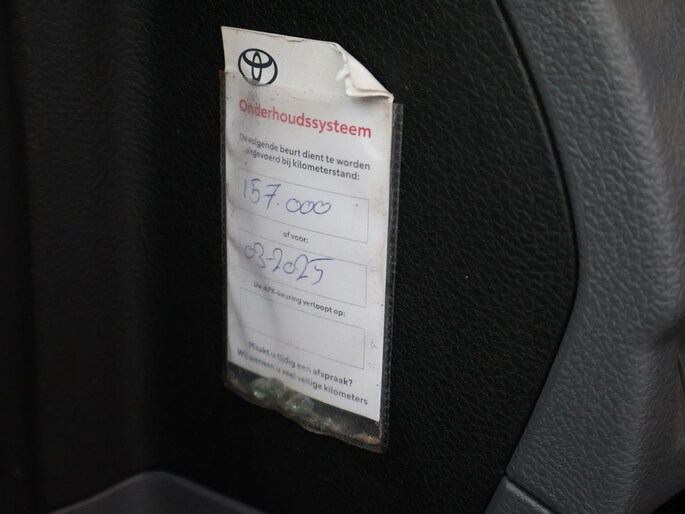 Onderhoudssysteem
De volgende beurt dient te worden
uitgevoerd bij kilometerstand:
157.000
of voor:
03-2025
Uw APK-keuring verloopt op:
Maakt u tijdig een afspraak?
Wij wensen u veel veilige kilometers